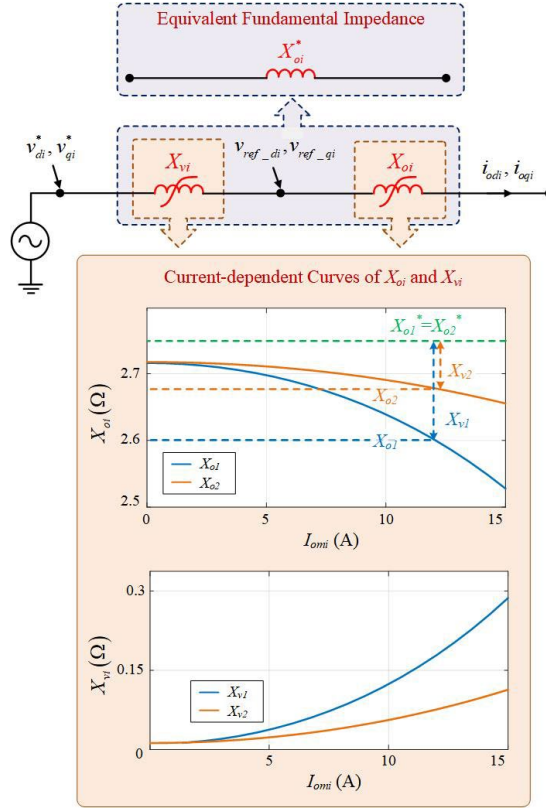 Equivalent Fundamental Impedance
X*oi
v*di, v*qi
Xvi
vref_di, vref_qi
Xoi
iodi, ioqi
Current-dependent Curves of Xoi and Xvi
Xo1*=Xo2*
Xv2
Xo2
Xv1
Xo1
Xoi (Ω)
2.7
2.6
2.5
Xo1
Xo2
0 5 10 15
Iomi (A)
Xvi (Ω)
0.3
0.15
0
Xv1
Xv2
0 5 10 15
Iomi (A)